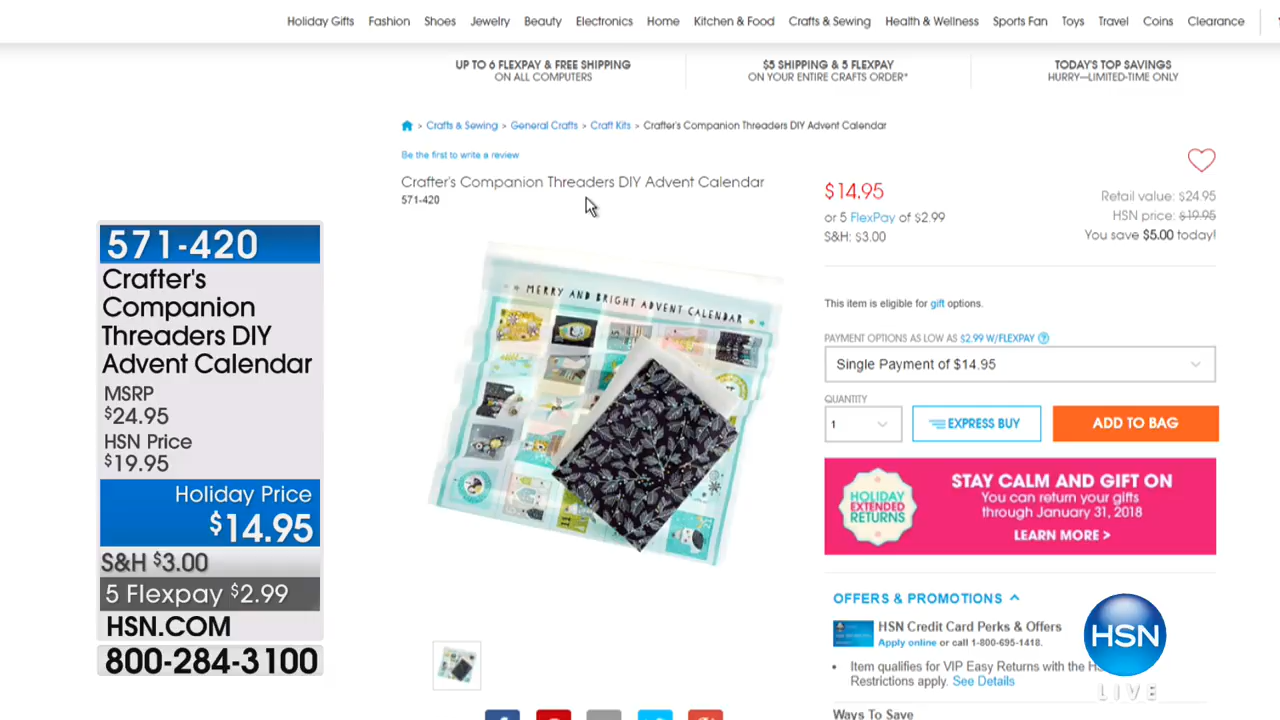 Holiday Gifts Fashion Shoes Jewelry Beauty Electronics Home Kitchen & Food Crafts & Sewing Health & Wellness Sports Fan Toys Travel Coins Clearance
UP TO 6 FLEXPAY & FREE SHIPPING
ON ALL COMPUTERS
$5 SHIPPING & 5 FLEXPAY
ON YOUR ENTIRE CRAFTS ORDER*
TODAY'S TOP SAVINGS
HURRY—LIMITED-TIME ONLY
> Crafts & Sewing > General Crafts > Craft Kits > Crafter's Companion Threaders DIY Advent Calendar
Be the first to write a review
Crafter's Companion Threaders DIY Advent Calendar
571-420
$14.95
or 5 FlexPay of $2.99
S&H: $3.00
Retail value: $24.95
HSN price: $19.95
You save $5.00 today!
571-420
Crafter's
Companion
Threaders DIY
Advent Calendar
MSRP
$24.95
HSN Price
$19.95
Holiday Price
$14.95
S&H $3.00
5 Flexpay $2.99
HSN.COM
800-284-3100
MERRY AND BRIGHT ADVENT CALENDAR
This item is eligible for gift options.
PAYMENT OPTIONS AS LOW AS $2.99 W/FLEXPAY ?
Single Payment of $14.95
QUANTITY
1
EXPRESS BUY
ADD TO BAG
HOLIDAY
EXTENDED
RETURNS
STAY CALM AND GIFT ON
You can return your gifts
through January 31, 2018
LEARN MORE >
OFFERS & PROMOTIONS
HSN Credit Card Perks & Offers
Apply online or call 1-800-695-1418.
• Item qualifies for VIP Easy Returns with the
Restrictions apply. See Details
Ways To Save
HSN
LIVE